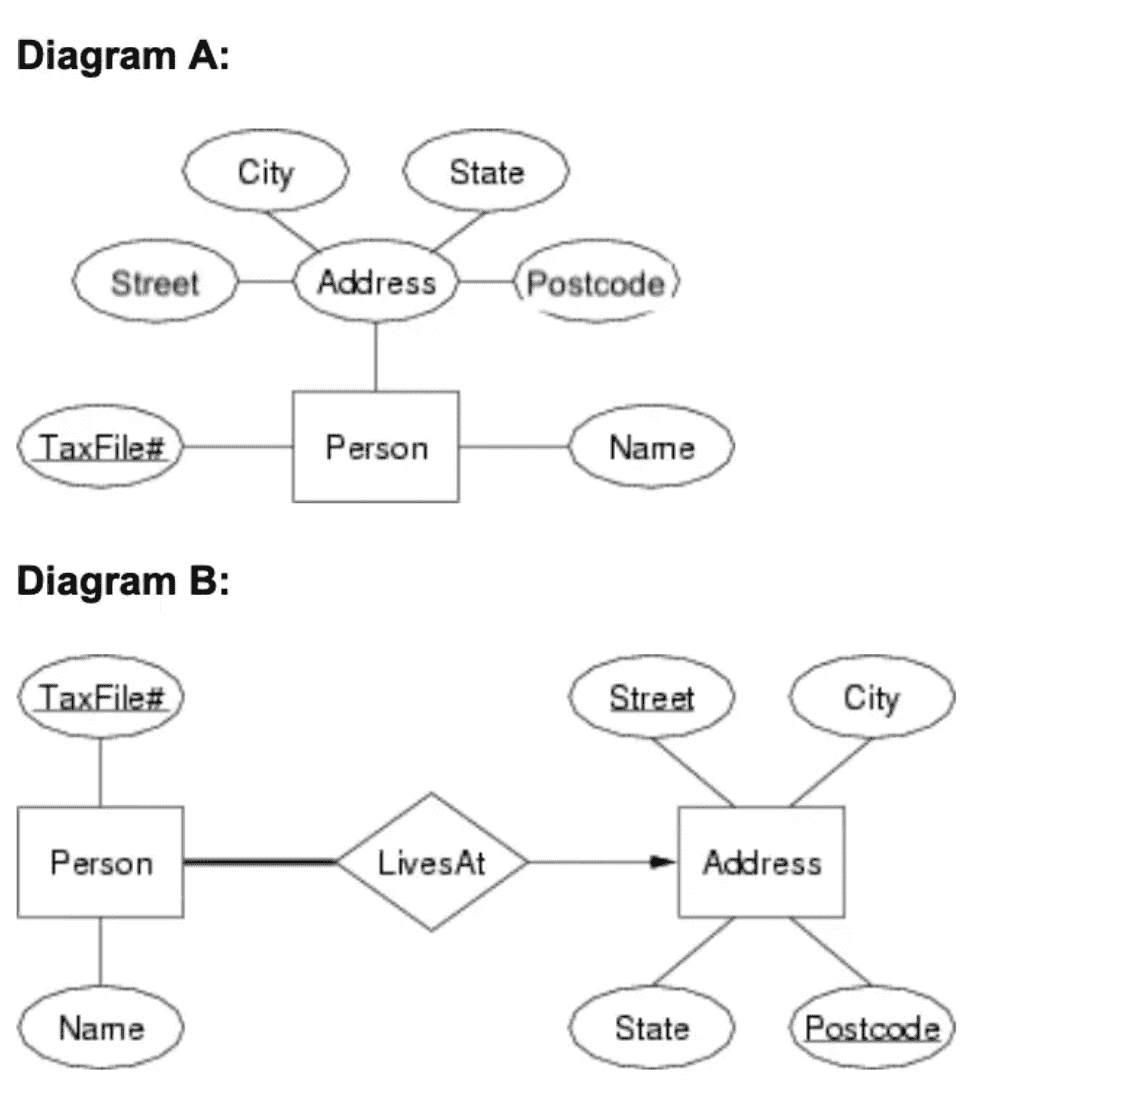 Diagram A:
City State
Street Address Postcode
TaxFile# Person Name
Diagram B:
TaxFile# Street City
Person LivesAt Address
Name State Postcode